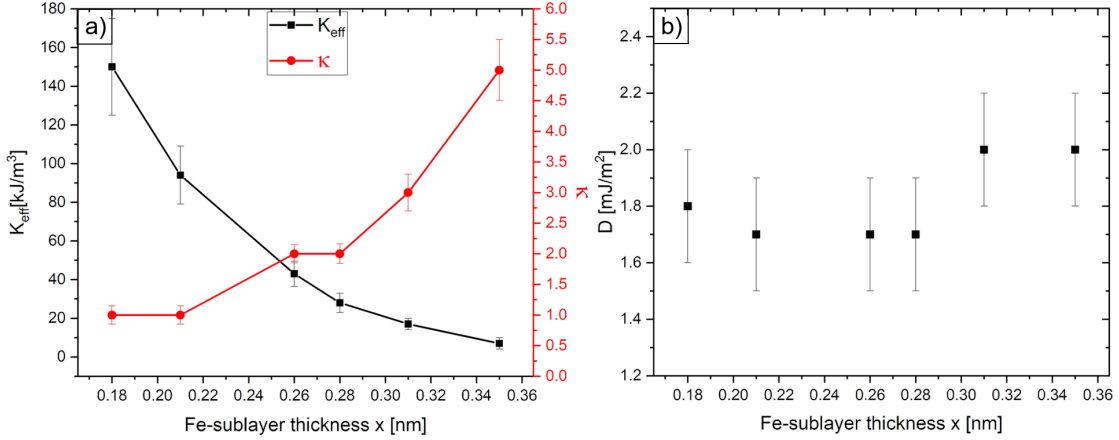 a)
K_eff
κ
180
160
140
120
100
80
60
40
20
0
K_eff[kJ/m³]
6.0
5.5
5.0
4.5
4.0
3.5
3.0
2.5
2.0
1.5
1.0
0.5
0.0
κ
0.18 0.20 0.22 0.24 0.26 0.28 0.30 0.32 0.34 0.36
Fe-sublayer thickness x [nm]
b)
2.4
2.2
2.0
1.8
1.6
1.4
1.2
D [mJ/m²]
0.18 0.20 0.22 0.24 0.26 0.28 0.30 0.32 0.34 0.36
Fe-sublayer thickness x [nm]